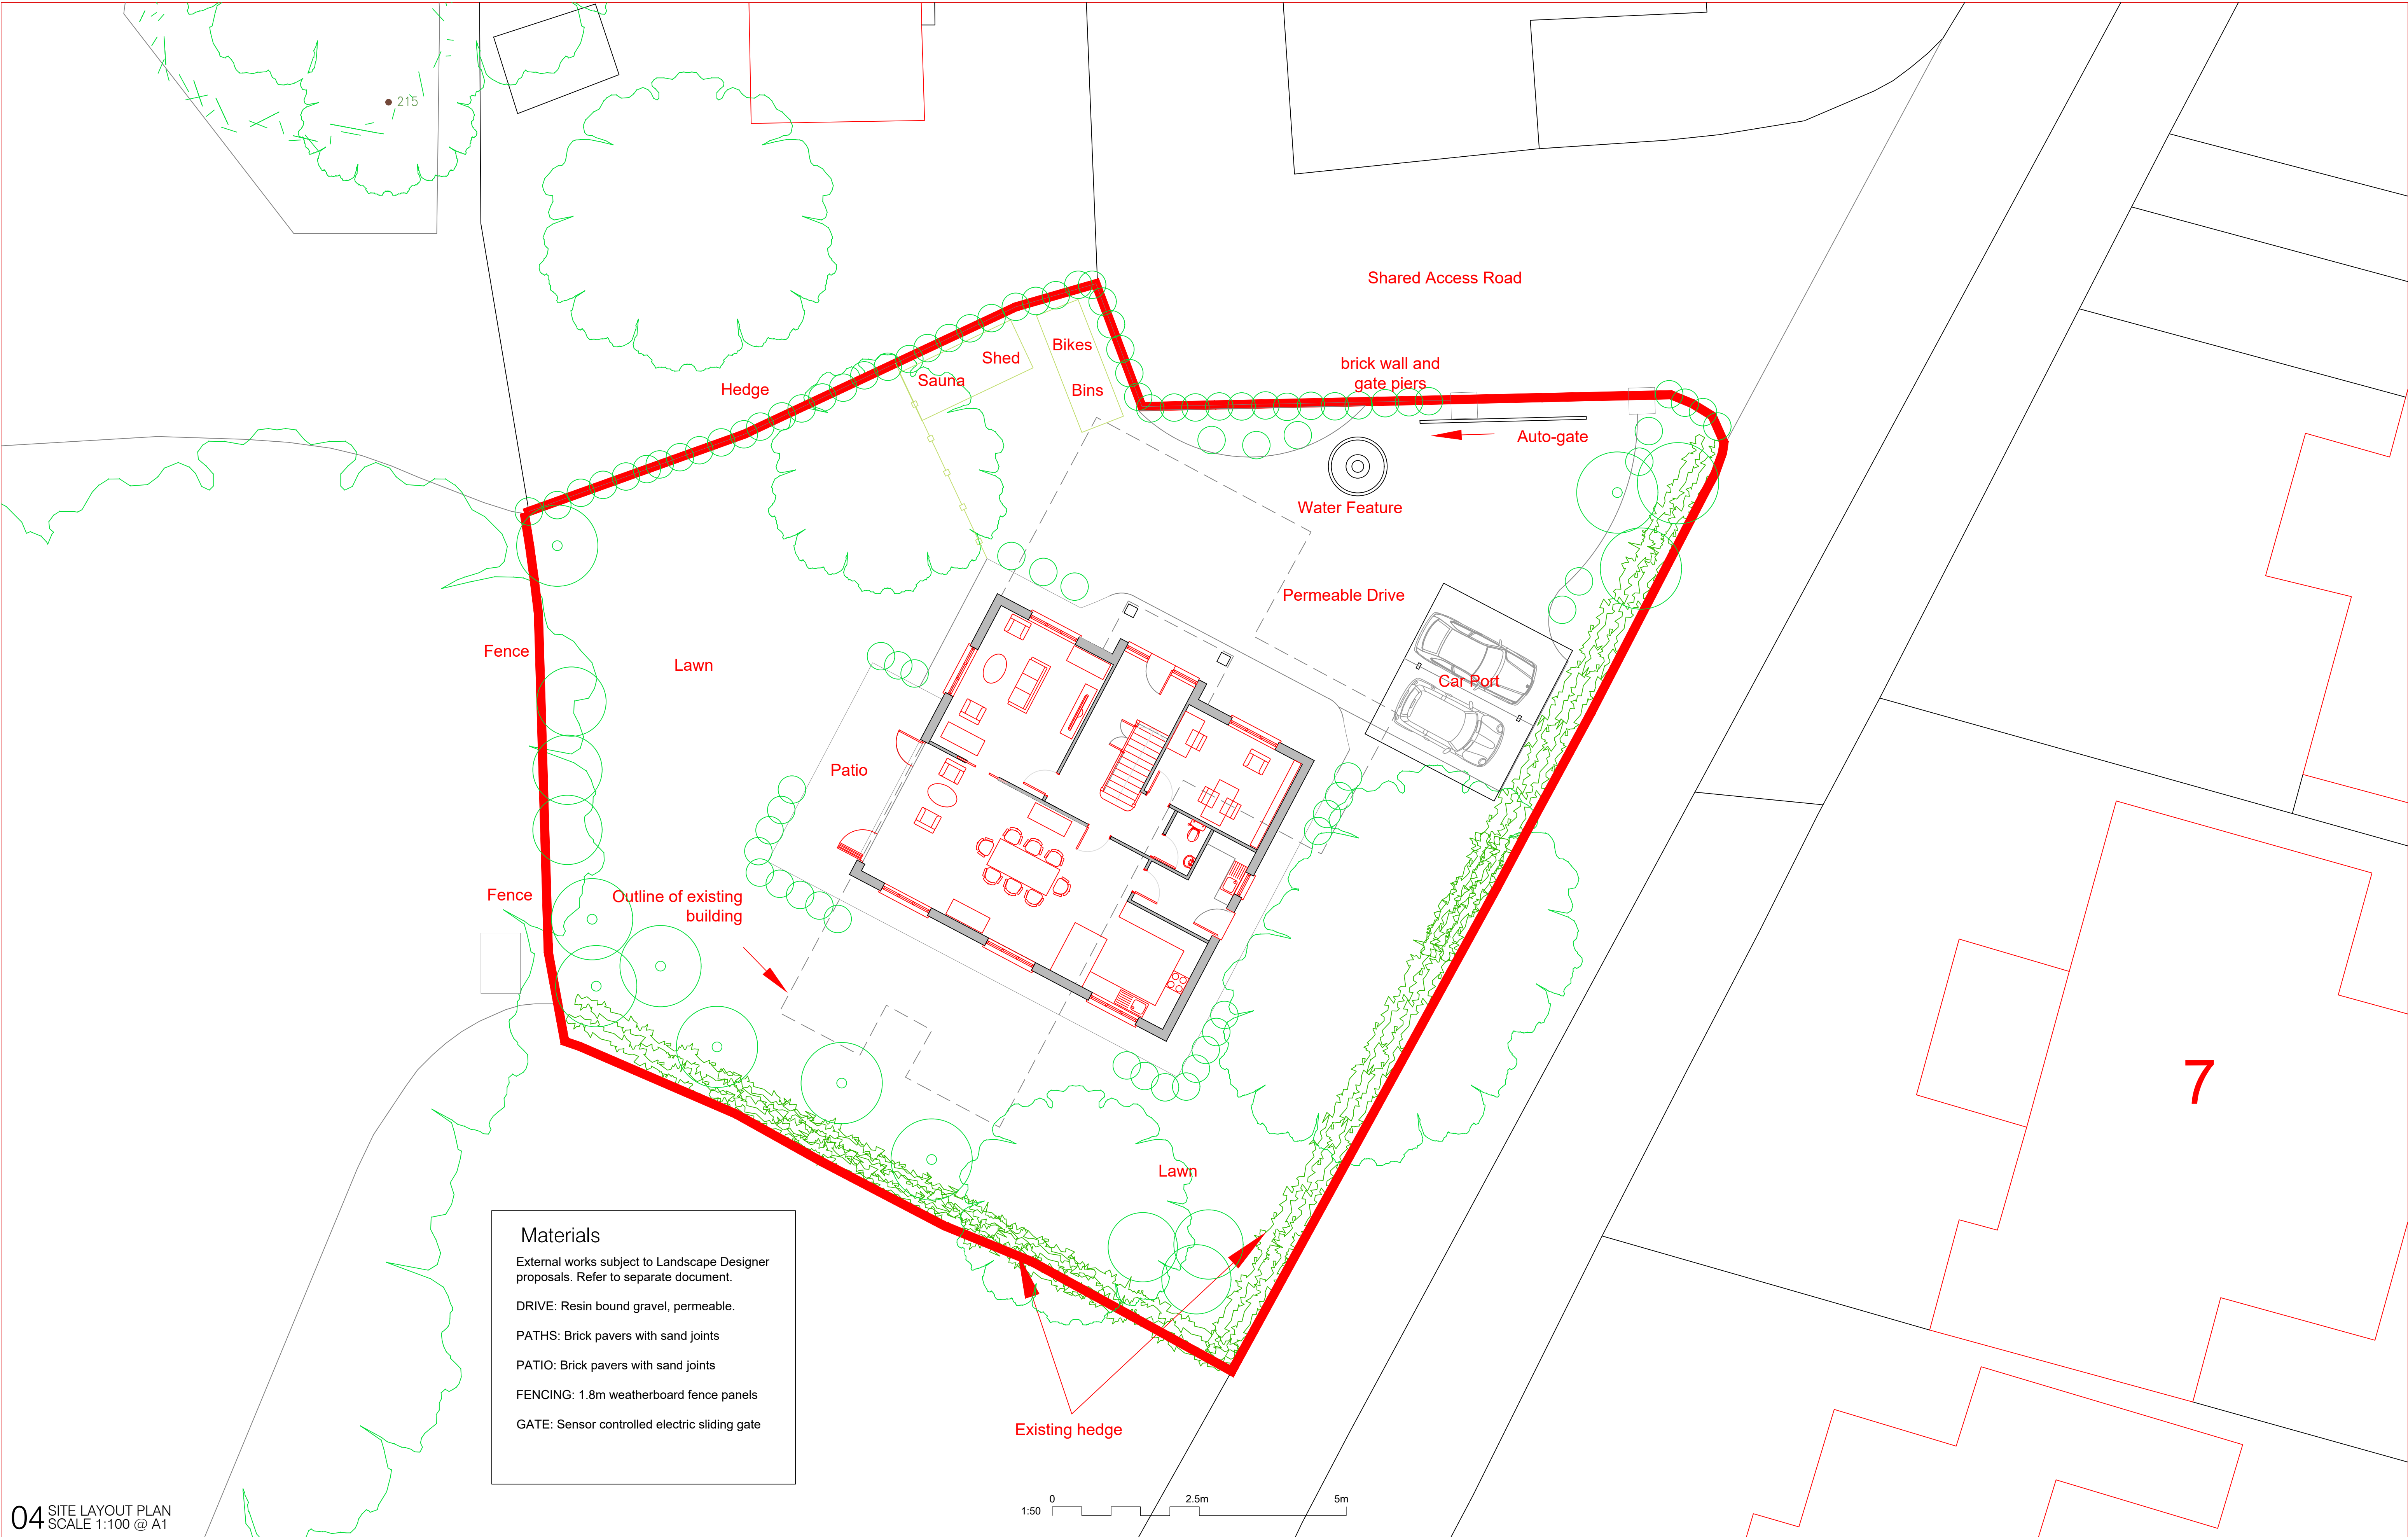 215
Shared Access Road
brick wall and
gate piers
Bikes
Shed
Sauna
Bins
Hedge
Auto-gate
Water Feature
Permeable Drive
Fence
Lawn
Car Port
Patio
Fence
Outline of existing
building
7
Lawn
Materials
External works subject to Landscape Designer
proposals. Refer to separate document.
DRIVE: Resin bound gravel, permeable.
PATHS: Brick pavers with sand joints
PATIO: Brick pavers with sand joints
FENCING: 1.8m weatherboard fence panels
GATE: Sensor controlled electric sliding gate
Existing hedge
0 2.5m 5m
1:50
04 SITE LAYOUT PLAN
SCALE 1:100 @ A1